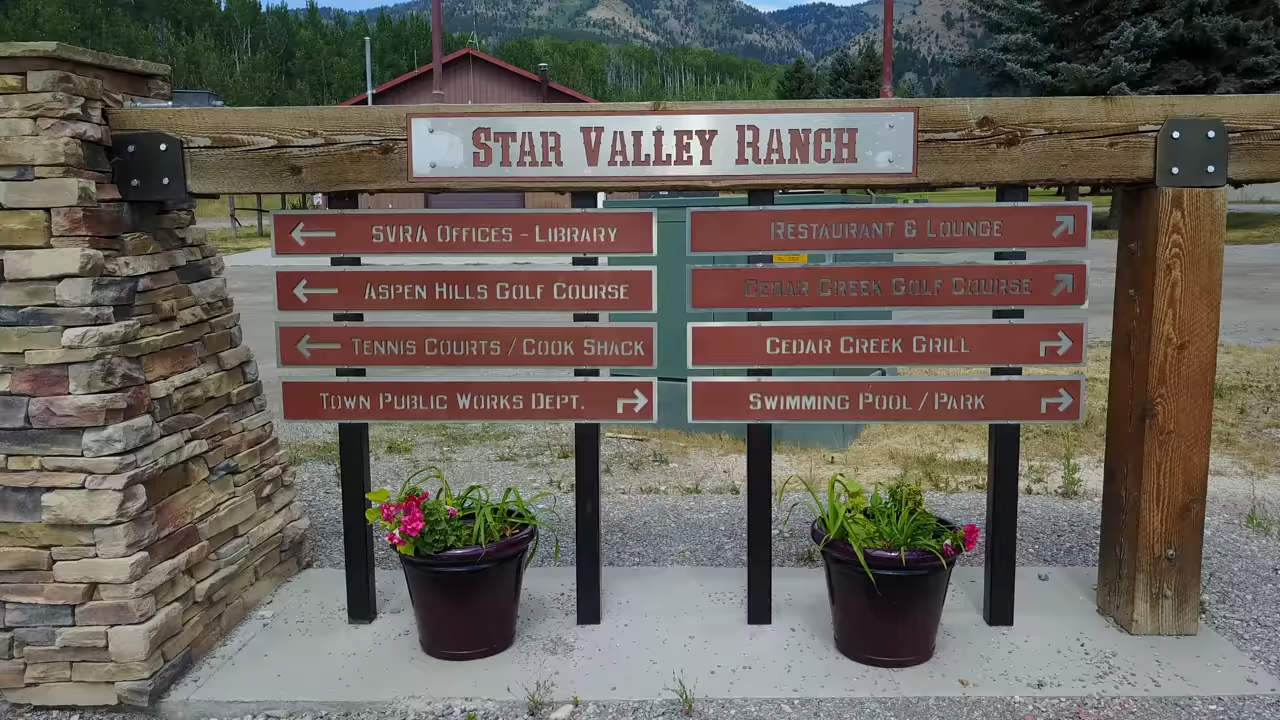 STAR VALLEY RANCH
← SVRA OFFICES - LIBRARY
← ASPEN HILLS GOLF COURSE
← TENNIS COURTS / COOK SHACK
TOWN PUBLIC WORKS DEPT. ↱
RESTAURANT & LOUNGE ↗
CEDAR CREEK GOLF COURSE ↗
CEDAR CREEK GRILL ↱
SWIMMING POOL / PARK ↱